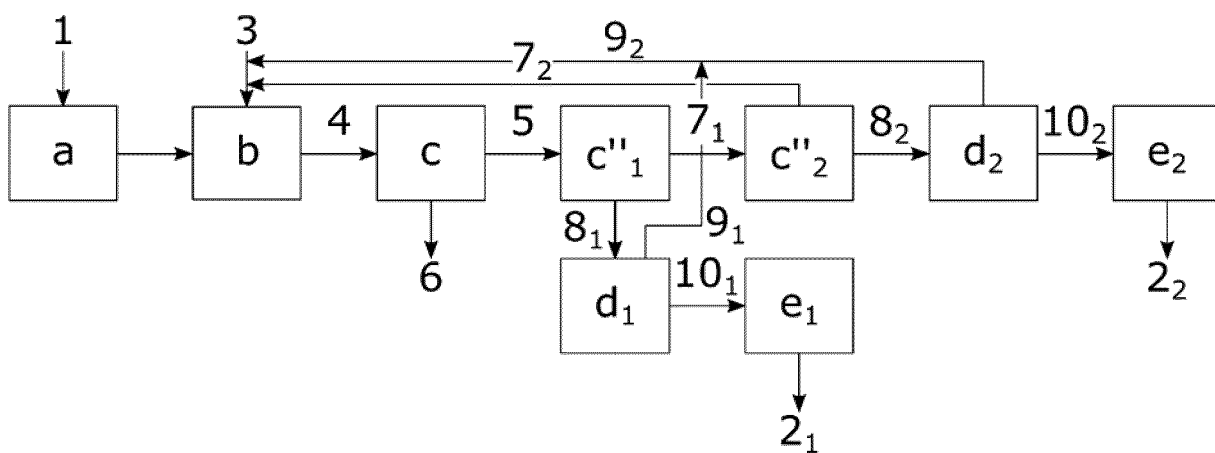 1 3 9₂
7₂
a b 4 c 5 c''₁ 7₁ c''₂ 8₂ d₂ 10₂ e₂
8₁ 9₁
6 d₁ 10₁ e₁ 2₂
2₁